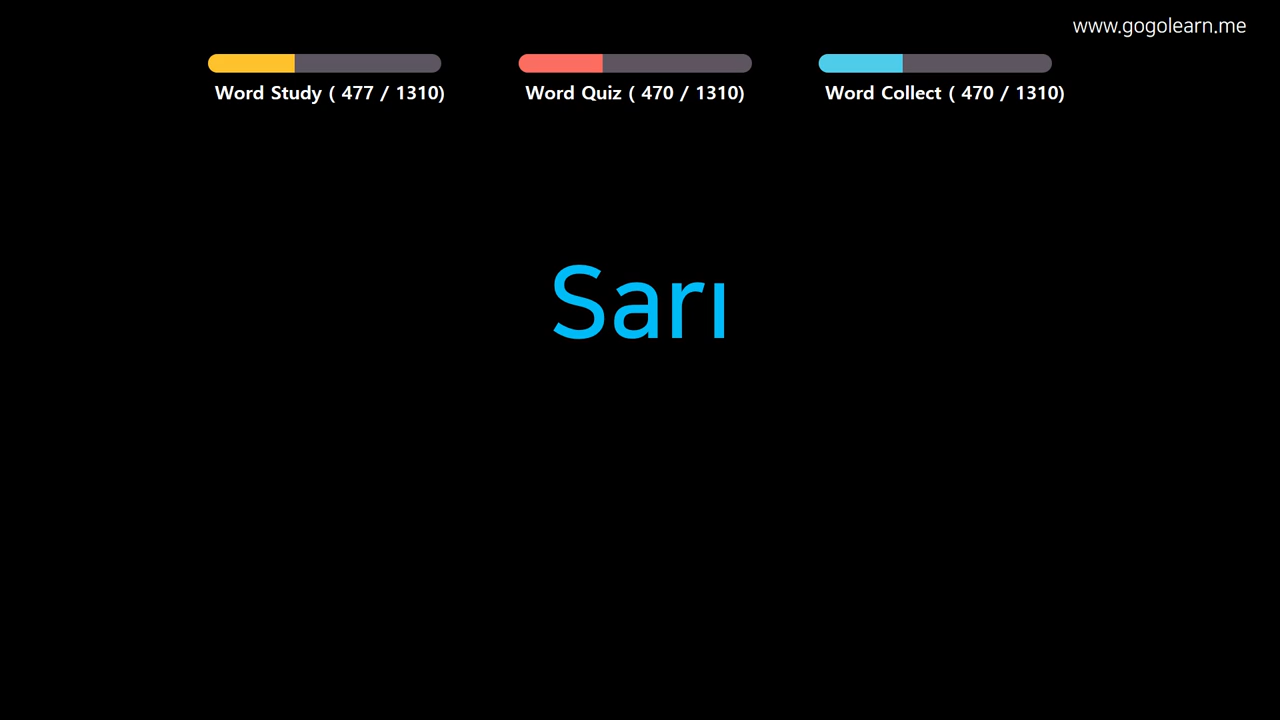 www.gogolearn.me
Word Study ( 477 / 1310)
Word Quiz ( 470 / 1310)
Word Collect ( 470 / 1310)
Sarı